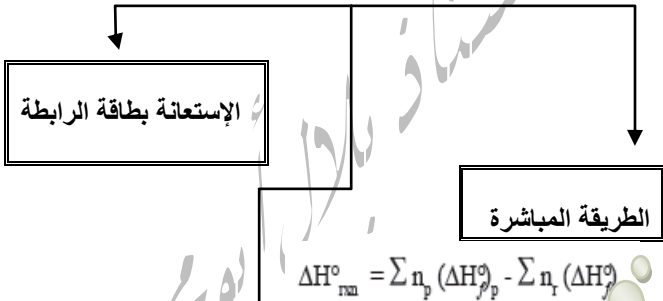 الإستعانة بطاقة الرابطة
الطريقة المباشرة
ΔH°rxn = Σ np (ΔH°f)p - Σ nr (ΔH°f)